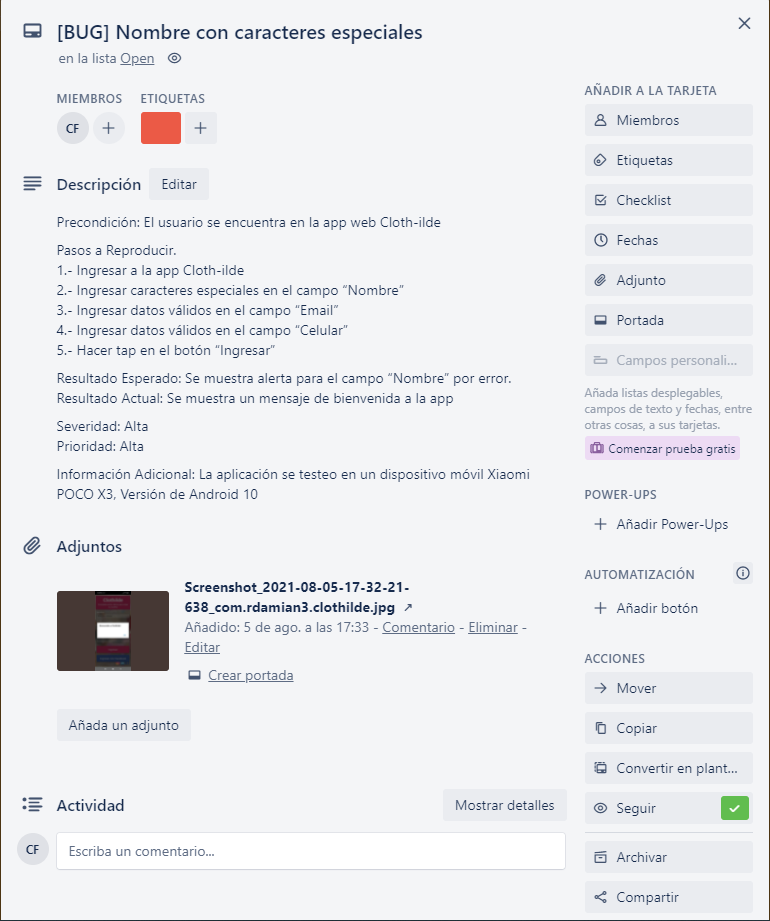 [BUG] Nombre con caracteres especiales
en la lista Open
MIEMBROS
ETIQUETAS
CF
Descripción
Editar
Precondición: El usuario se encuentra en la app web Cloth-ilde
Pasos a Reproducir.
1.- Ingresar a la app Cloth-ilde
2.- Ingresar caracteres especiales en el campo “Nombre”
3.- Ingresar datos válidos en el campo “Email”
4.- Ingresar datos válidos en el campo “Celular”
5.- Hacer tap en el botón “Ingresar”
Resultado Esperado: Se muestra alerta para el campo “Nombre” por error.
Resultado Actual: Se muestra un mensaje de bienvenida a la app
Severidad: Alta
Prioridad: Alta
Información Adicional: La aplicación se testeo en un dispositivo móvil Xiaomi
POCO X3, Versión de Android 10
Adjuntos
Screenshot_2021-08-05-17-32-21-
638_com.rdamian3.clothilde.jpg ↗
Añadido: 5 de ago. a las 17:33 - Comentario - Eliminar -
Editar
Crear portada
Añada un adjunto
Actividad
Mostrar detalles
CF
Escriba un comentario...
AÑADIR A LA TARJETA
Miembros
Etiquetas
Checklist
Fechas
Adjunto
Portada
Campos personali...
Añada listas desplegables,
campos de texto y fechas, entre
otras cosas, a sus tarjetas.
Comenzar prueba gratis
POWER-UPS
Añadir Power-Ups
AUTOMATIZACIÓN
Añadir botón
ACCIONES
Mover
Copiar
Convertir en plant...
Seguir
Archivar
Compartir